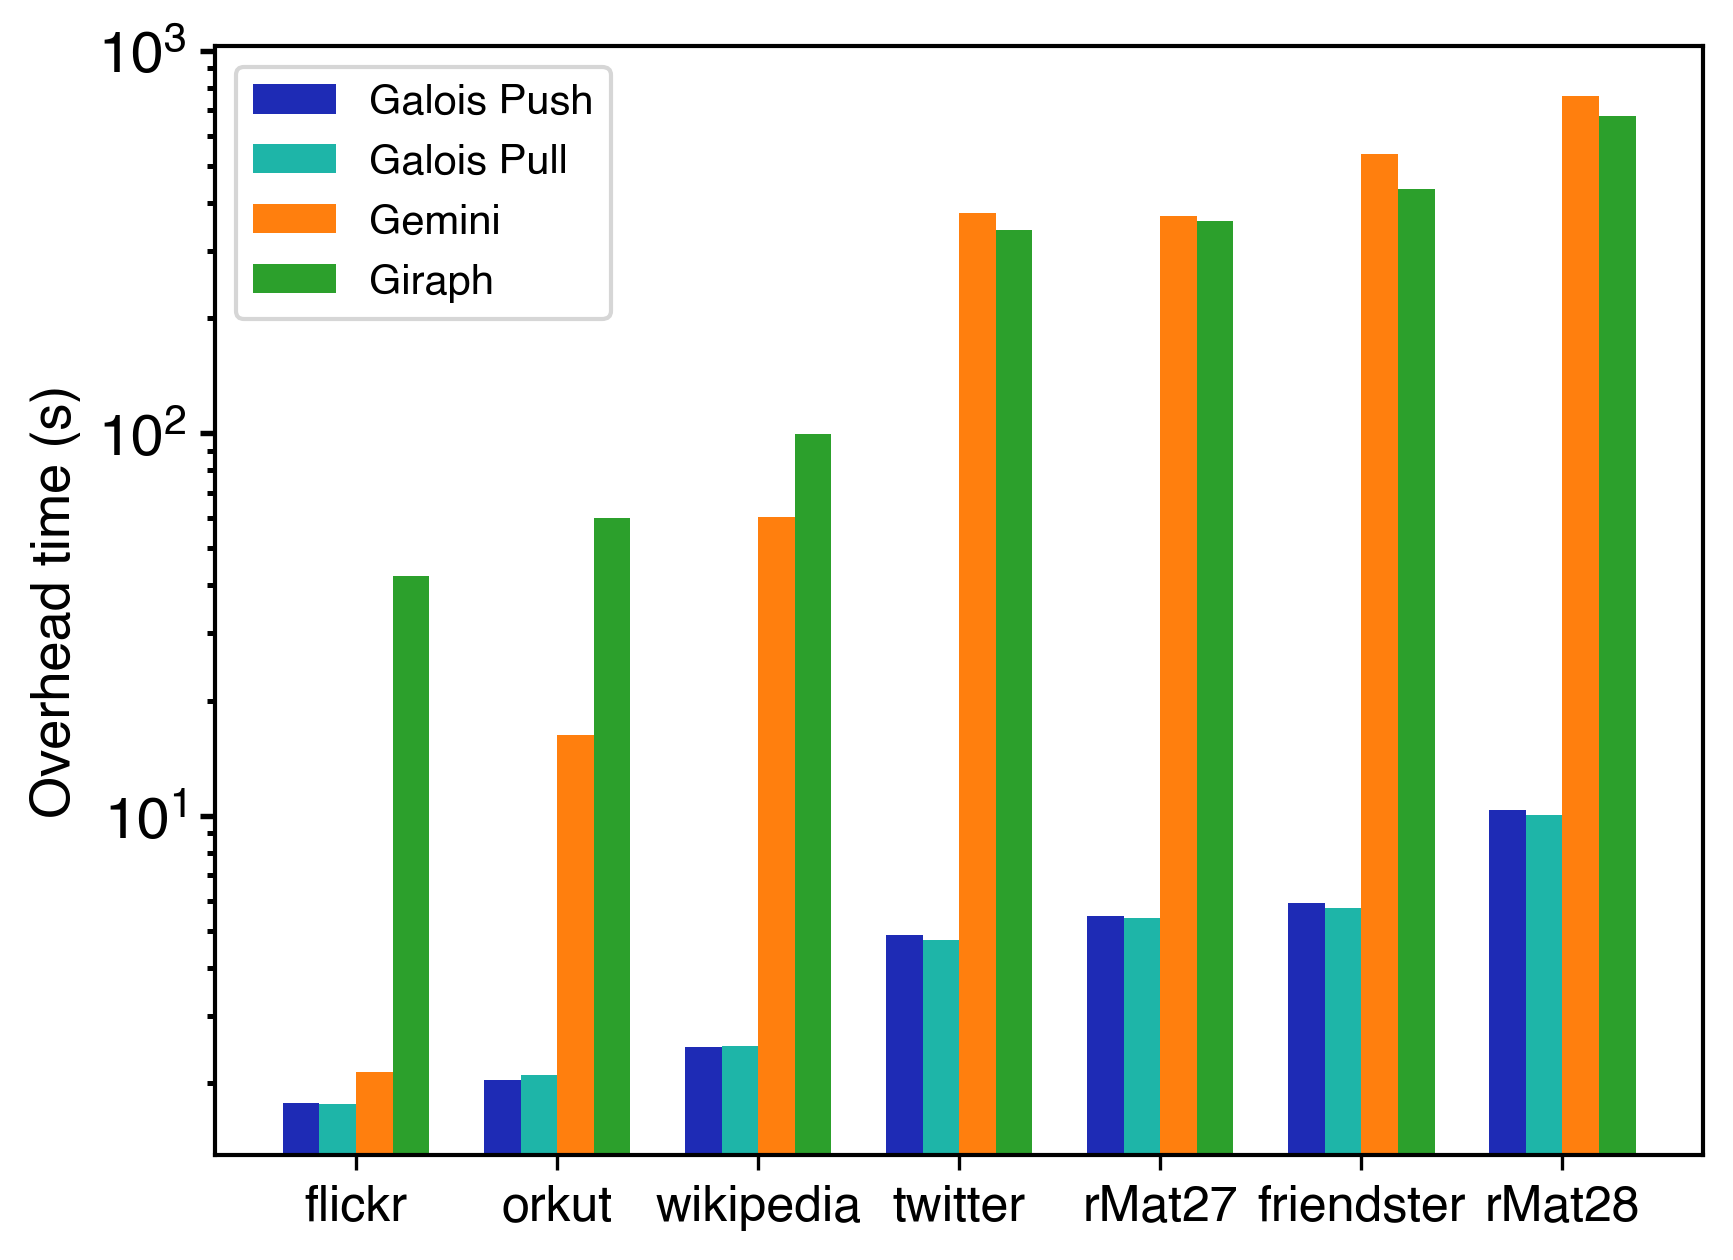 10³
10²
10¹
Overhead time (s)
Galois Push
Galois Pull
Gemini
Giraph
flickr orkut wikipedia twitter rMat27 friendster rMat28